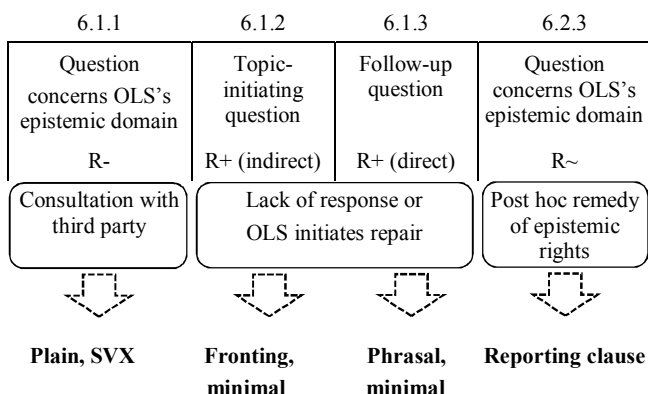 6.1.1 6.1.2 6.1.3 6.2.3
Question
concerns OLS's
epistemic domain
R-
Topic-
initiating
question
R+ (indirect)
Follow-up
question
R+ (direct)
Question
concerns OLS's
epistemic domain
R~
Consultation with
third party
Lack of response or
OLS initiates repair
Post hoc remedy
of epistemic
rights
Plain, SVX
Fronting,
minimal
Phrasal,
minimal
Reporting clause